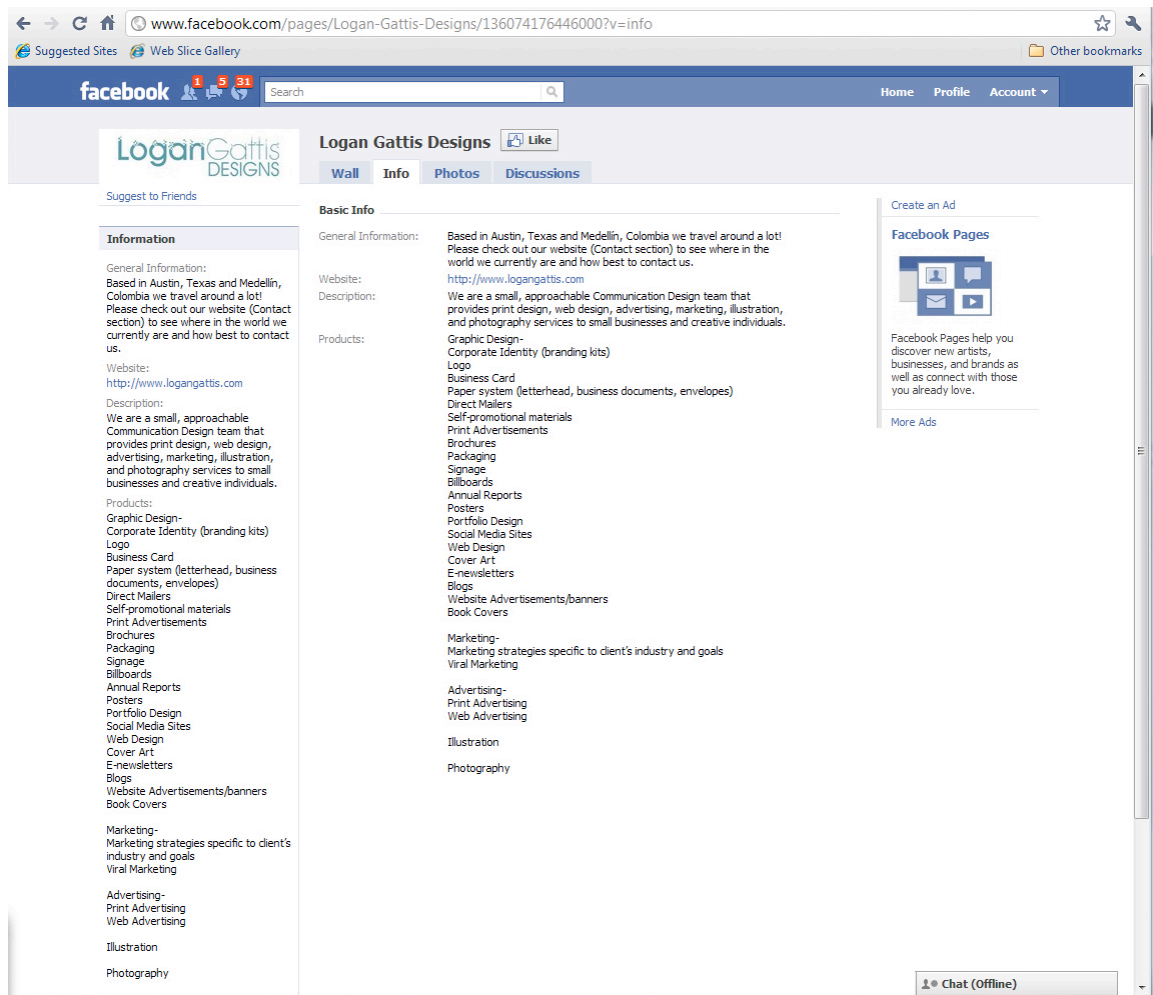 www.facebook.com/pages/Logan-Gattis-Designs/136074176446000?v=info
Suggested Sites Web Slice Gallery Other bookmarks
facebook 1 5 31 Search Home Profile Account
LoganGattis
DESIGNS
Suggest to Friends
Information
General Information:
Based in Austin, Texas and Medellín,
Colombia we travel around a lot!
Please check out our website (Contact
section) to see where in the world we
currently are and how best to contact
us.
Website:
http://www.logangattis.com
Description:
We are a small, approachable
Communication Design team that
provides print design, web design,
advertising, marketing, illustration,
and photography services to small
businesses and creative individuals.
Products:
Graphic Design-
Corporate Identity (branding kits)
Logo
Business Card
Paper system (letterhead, business
documents, envelopes)
Direct Mailers
Self-promotional materials
Print Advertisements
Brochures
Packaging
Signage
Billboards
Annual Reports
Posters
Portfolio Design
Social Media Sites
Web Design
Cover Art
E-newsletters
Blogs
Website Advertisements/banners
Book Covers
Marketing-
Marketing strategies specific to client's
industry and goals
Viral Marketing
Advertising-
Print Advertising
Web Advertising
Illustration
Photography
Logan Gattis Designs Like
Wall Info Photos Discussions
Basic Info
General Information: Based in Austin, Texas and Medellín, Colombia we travel around a lot!
Please check out our website (Contact section) to see where in the
world we currently are and how best to contact us.
Website: http://www.logangattis.com
Description: We are a small, approachable Communication Design team that
provides print design, web design, advertising, marketing, illustration,
and photography services to small businesses and creative individuals.
Products: Graphic Design-
Corporate Identity (branding kits)
Logo
Business Card
Paper system (letterhead, business documents, envelopes)
Direct Mailers
Self-promotional materials
Print Advertisements
Brochures
Packaging
Signage
Billboards
Annual Reports
Posters
Portfolio Design
Social Media Sites
Web Design
Cover Art
E-newsletters
Blogs
Website Advertisements/banners
Book Covers
Marketing-
Marketing strategies specific to client's industry and goals
Viral Marketing
Advertising-
Print Advertising
Web Advertising
Illustration
Photography
Create an Ad
Facebook Pages
Facebook Pages help you
discover new artists,
businesses, and brands as
well as connect with those
you already love.
More Ads
Chat (Offline)